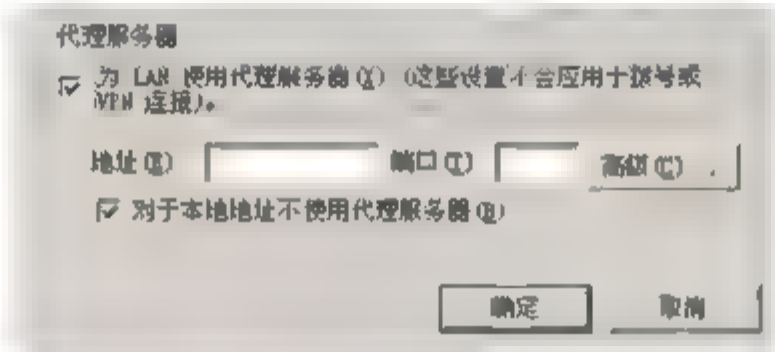 代理服务器
为 LAN 使用代理服务器(X) (这些设置不会应用于拨号或
VPN 连接)。
地址(E) 端口(T) 高级(C)
对于本地地址不使用代理服务器(B)
确定 取消